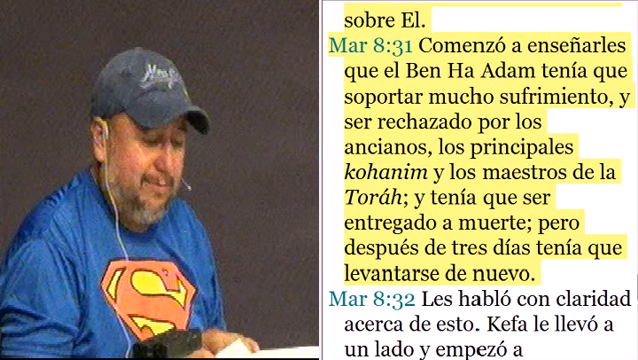 sobre El.
Mar 8:31 Comenzó a enseñarles
que el Ben Ha Adam tenía que
soportar mucho sufrimiento, y
ser rechazado por los
ancianos, los principales
kohanim y los maestros de la
Toráh; y tenía que ser
entregado a muerte; pero
después de tres días tenía que
levantarse de nuevo.
Mar 8:32 Les habló con claridad
acerca de esto. Kefa le llevó a
un lado y empezó a
S